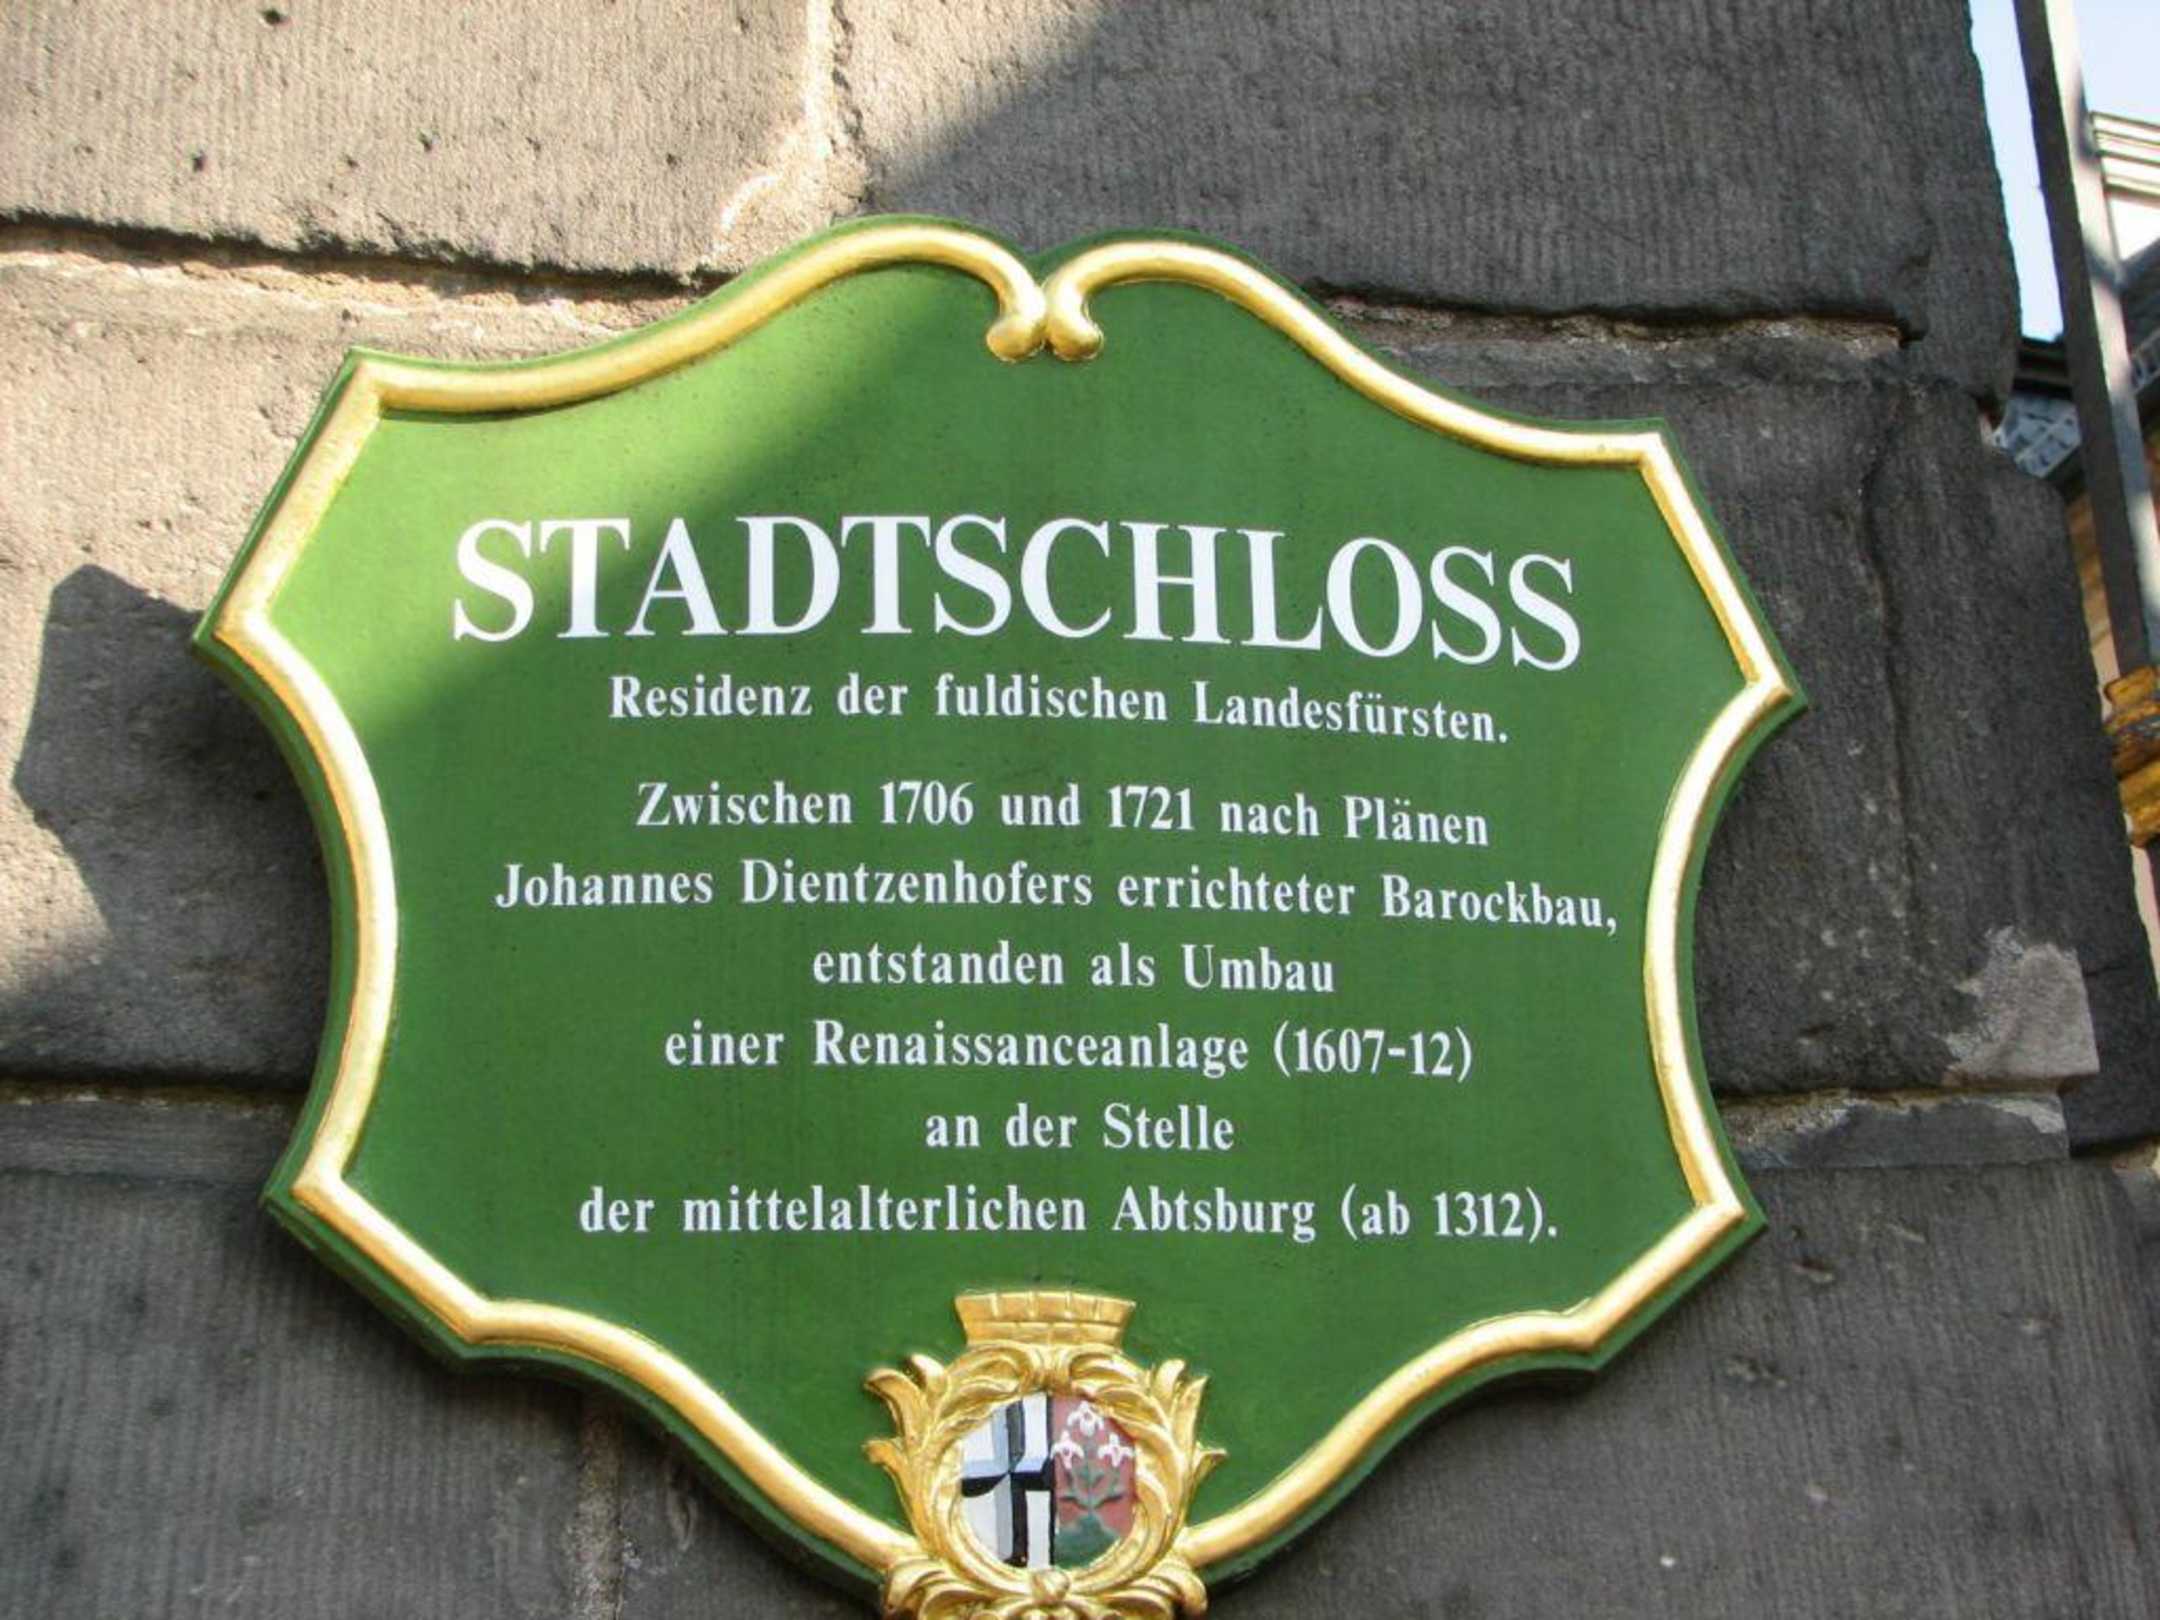 STADTSCHLOSS
Residenz der fuldischen Landesfürsten.
Zwischen 1706 und 1721 nach Plänen
Johannes Dientzenhofers errichteter Barockbau,
entstanden als Umbau
einer Renaissanceanlage (1607-12)
an der Stelle
der mittelalterlichen Abtsburg (ab 1312).